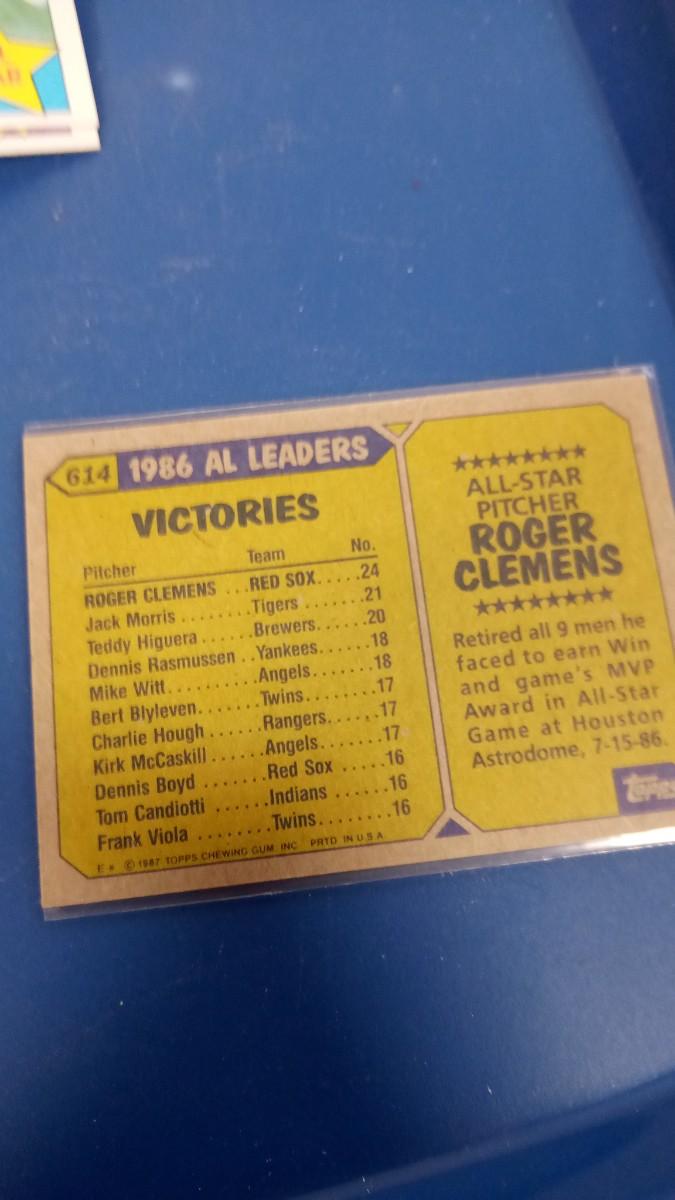 614 1986 AL LEADERS
VICTORIES
Pitcher Team No.
ROGER CLEMENS ...RED SOX.....24
Jack Morris.........Tigers.......21
Teddy Higuera......Brewers......20
Dennis Rasmussen..Yankees......18
Mike Witt..........Angels.......18
Bert Blyleven.......Twins.......17
Charlie Hough......Rangers......17
Kirk McCaskill......Angels.......17
Dennis Boyd.......Red Sox.....16
Tom Candiotti......Indians......16
Frank Viola........Twins.......16
E* © 1987 TOPPS CHEWING GUM. INC PRTD IN U.S.A.
ALL-STAR
PITCHER
ROGER
CLEMENS
Retired all 9 men he
faced to earn Win
and game's MVP
Award in All-Star
Game at Houston
Astrodome, 7-15-86.
Topps